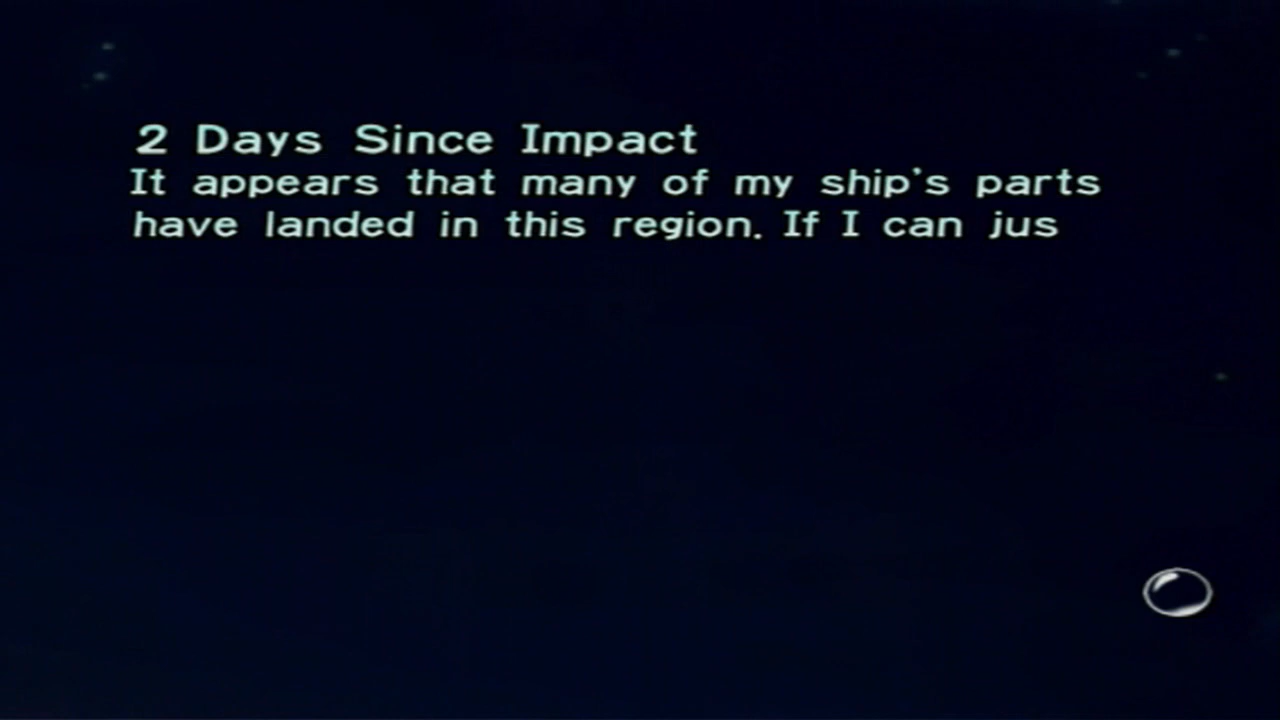 2 Days Since Impact
It appears that many of my ship's parts
have landed in this region. If I can jus